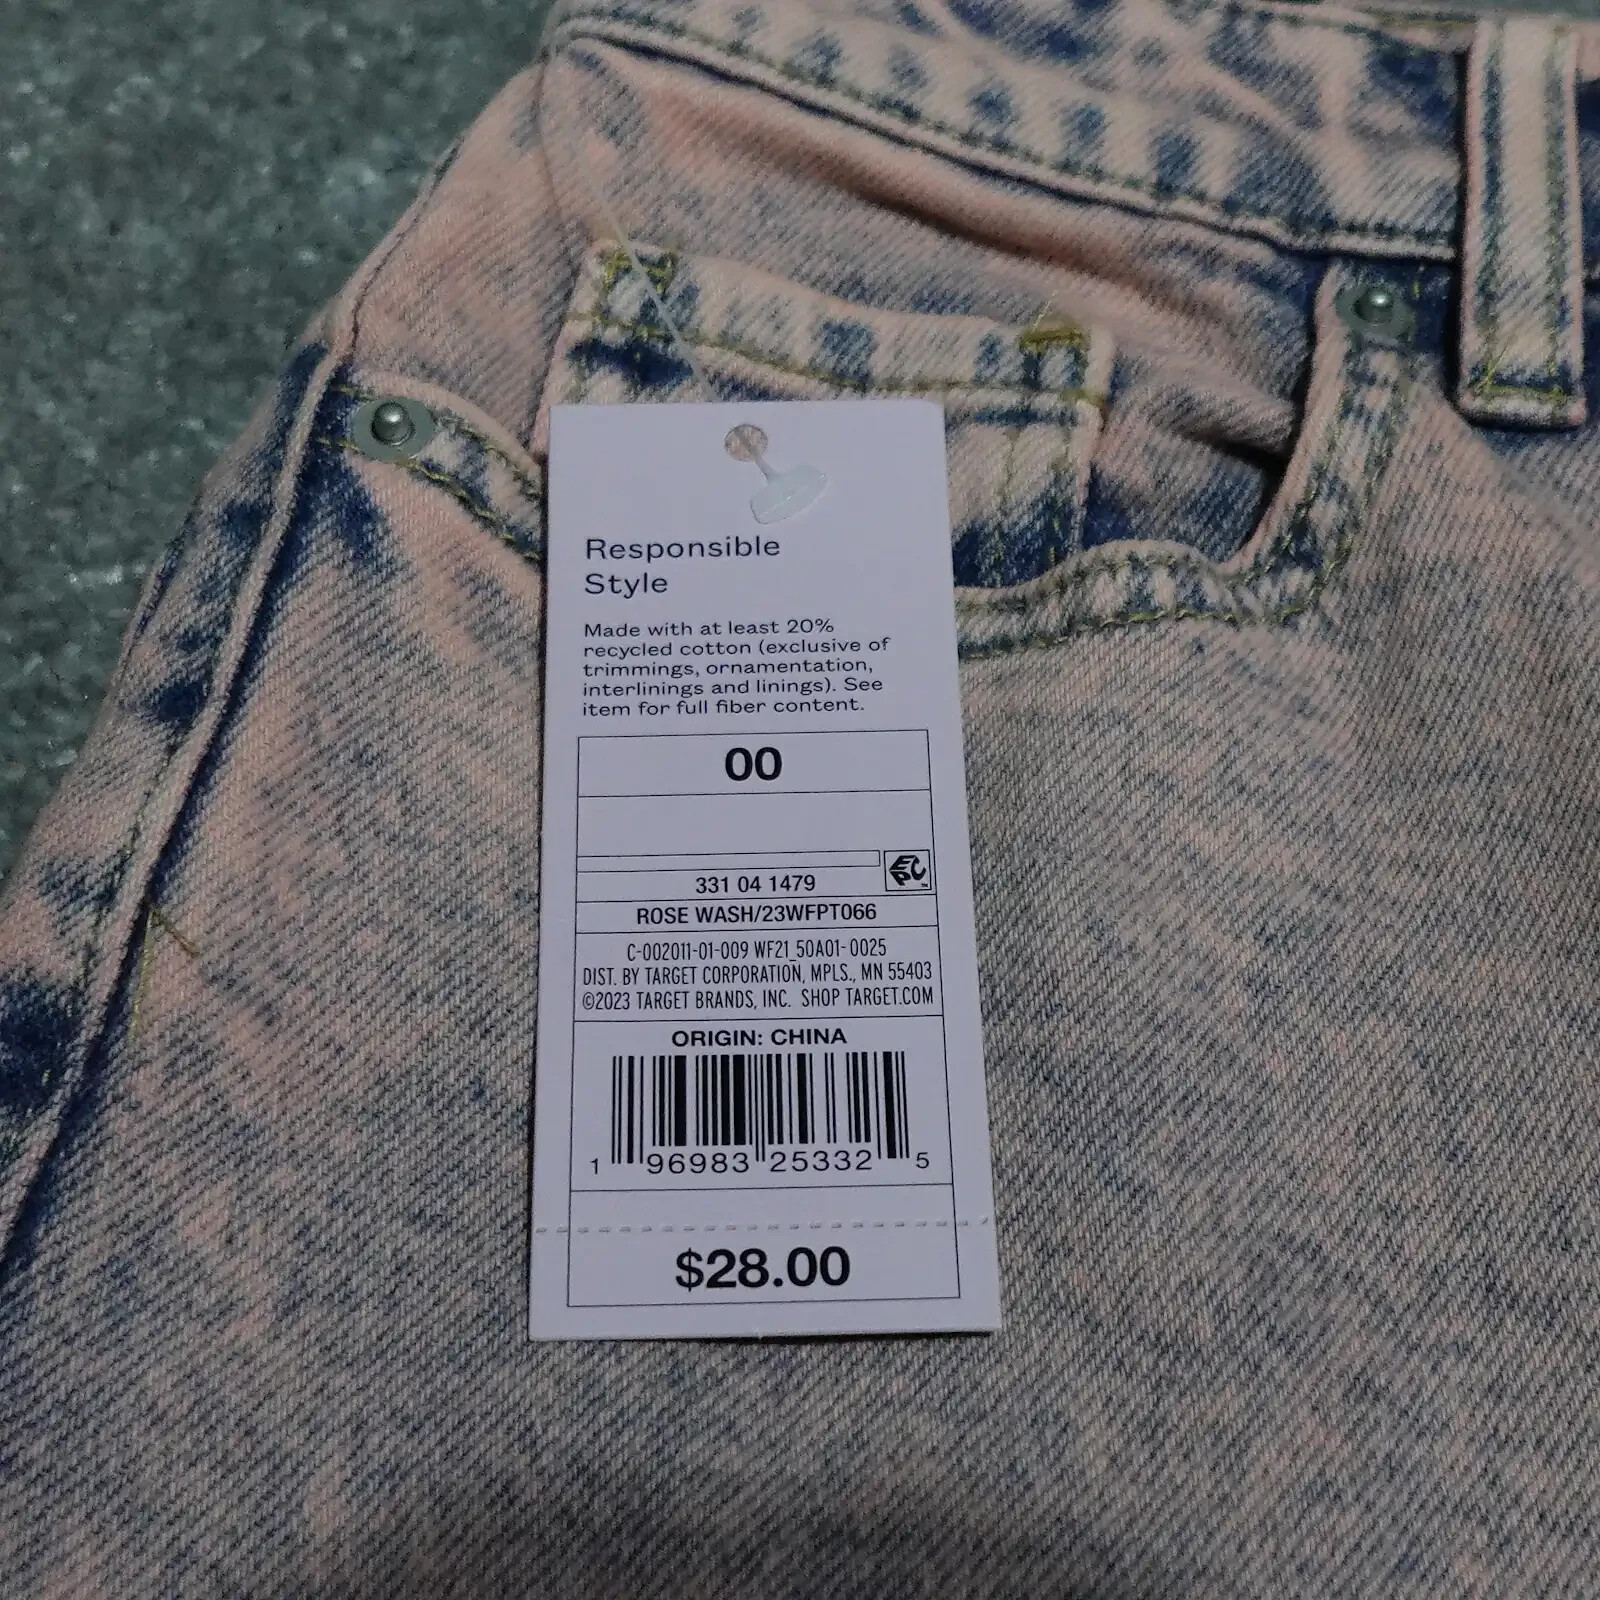 Responsible
Style
Made with at least 20%
recycled cotton (exclusive of
trimmings, ornamentation,
interlinings and linings). See
item for full fiber content.
00
EPC™
331 04 1479
ROSE WASH/23WFPT066
C-002011-01-009 WF21_50A01-0025
DIST. BY TARGET CORPORATION, MPLS., MN 55403
©2023 TARGET BRANDS, INC. SHOP TARGET.COM
ORIGIN: CHINA
1 96983 25332 5
$28.00